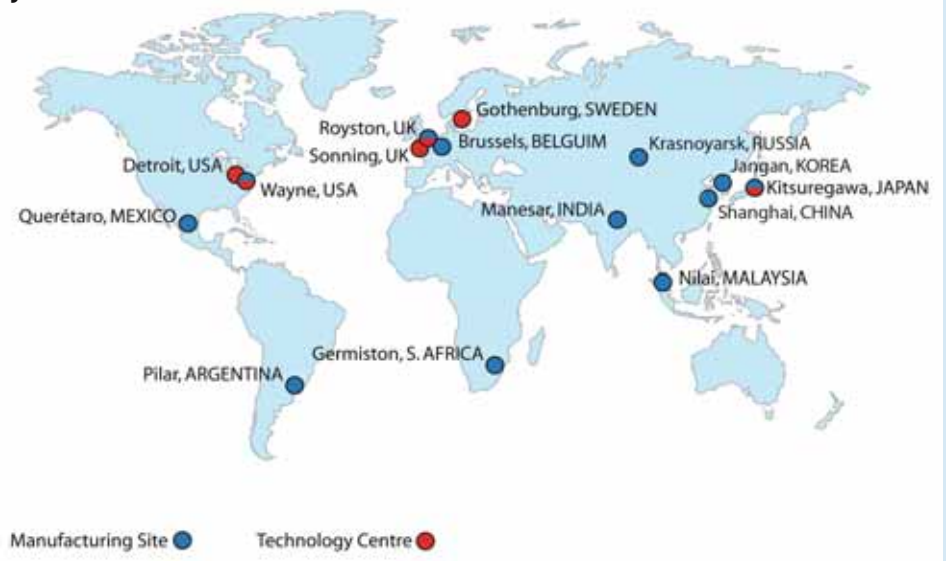 Gothenburg, SWEDEN
Royston, UK
Brussels, BELGUIM
Krasnoyarsk, RUSSIA
Sonning, UK
Detroit, USA
Jangan, KOREA
Wayne, USA
Kitsuregawa, JAPAN
Querétaro, MEXICO
Manesar, INDIA
Shanghai, CHINA
Nilai, MALAYSIA
Germiston, S. AFRICA
Pilar, ARGENTINA
Manufacturing Site
Technology Centre